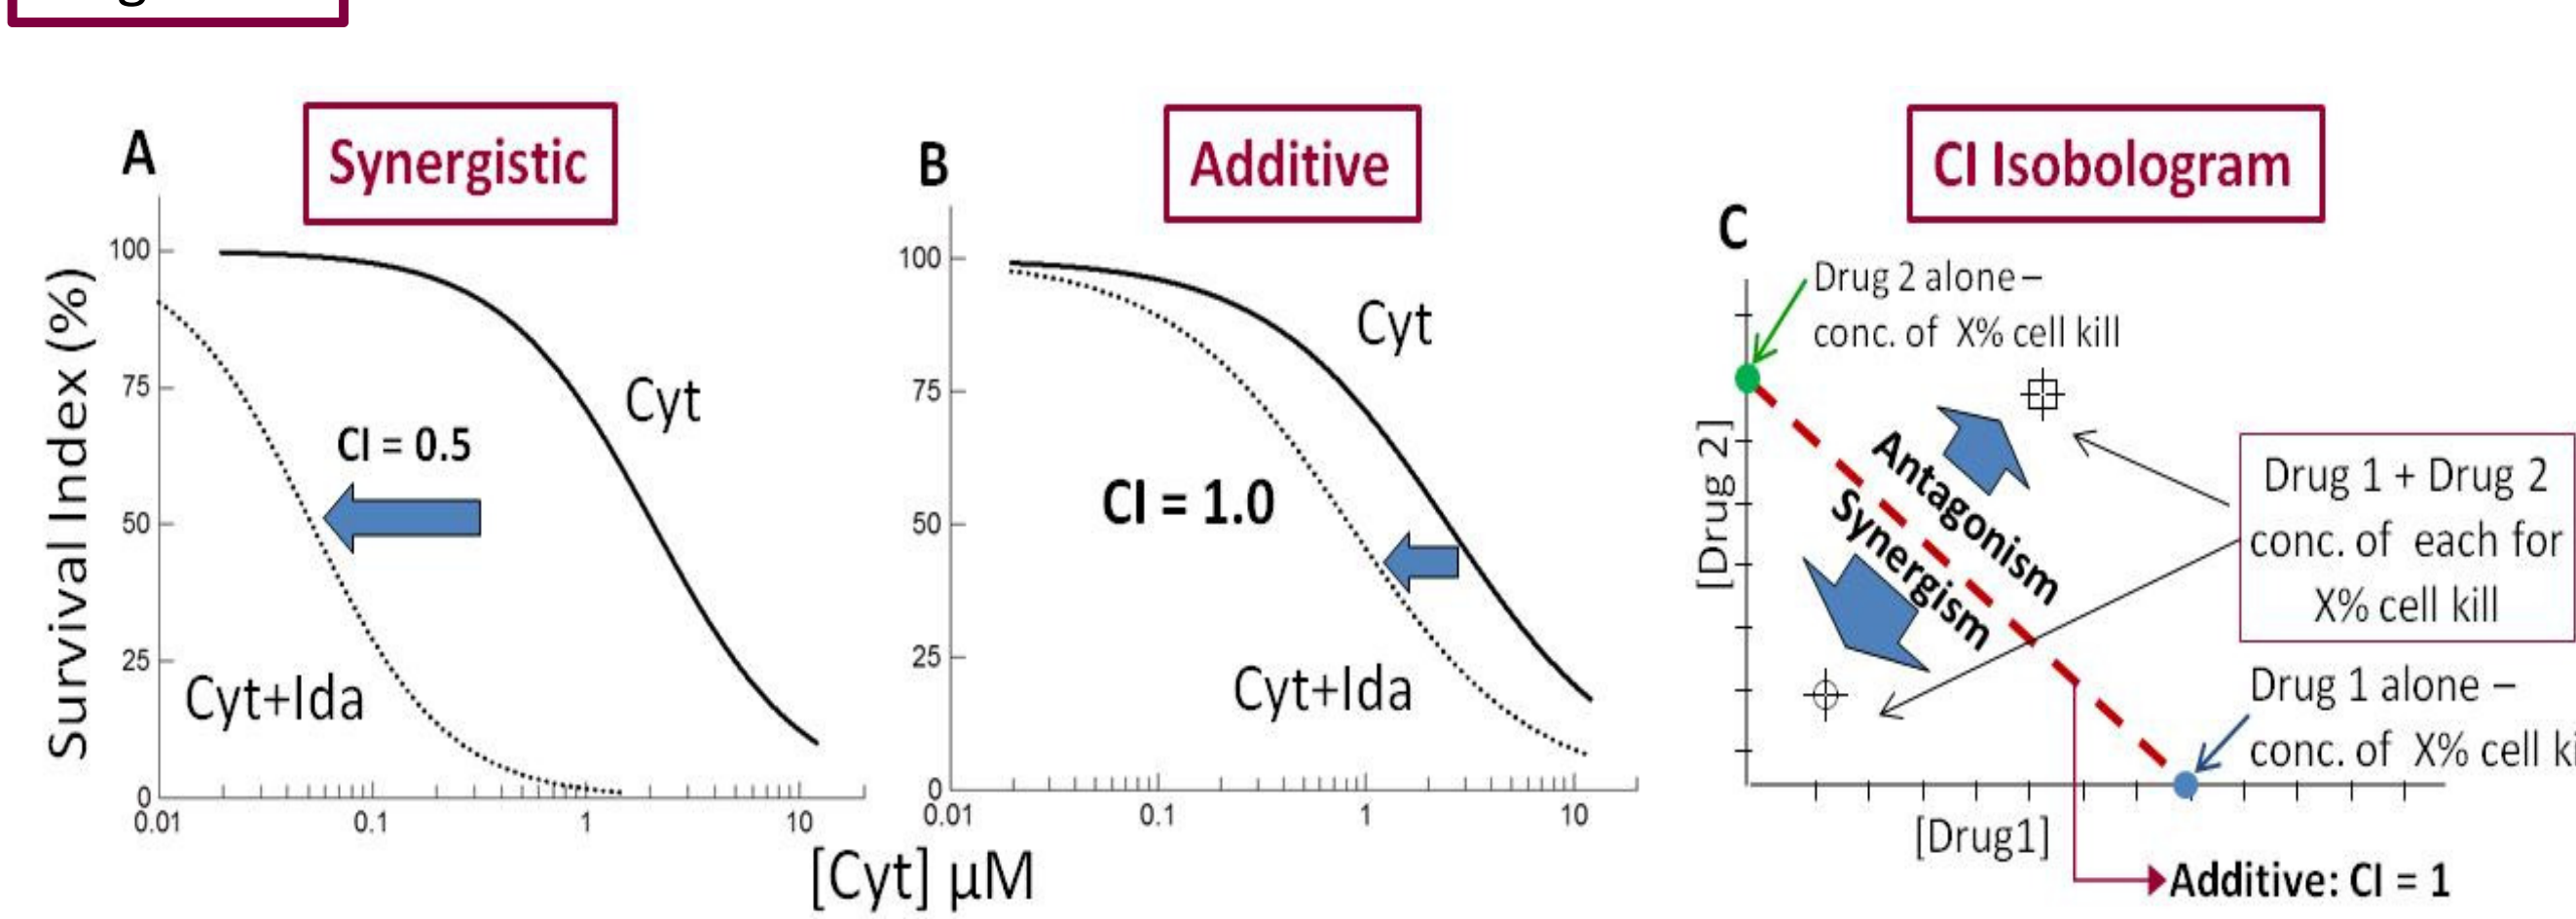 A
Synergistic
Survival Index (%)
100
75
50
25
0
0.01
0.1
1
10
CI = 0.5
Cyt
Cyt+Ida
B
Additive
100
75
50
25
0
0.01
0.1
1
10
Cyt
CI = 1.0
Cyt+Ida
[Cyt] µM
CI Isobologram
C
Drug 2 alone –
conc. of X% cell kill
[Drug 2]
Antagonism
Synergism
Drug 1 + Drug 2
conc. of each for
X% cell kill
Drug 1 alone –
conc. of X% cell
[Drug1]
Additive: CI = 1